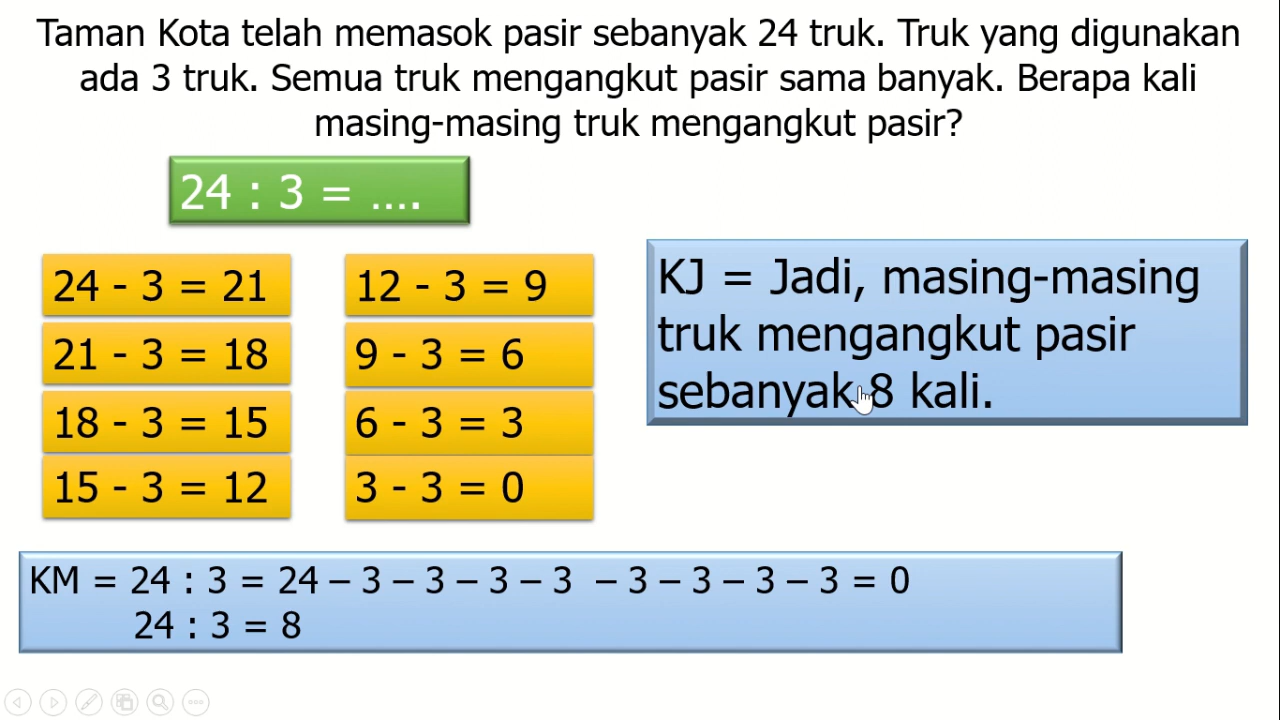 Taman Kota telah memasok pasir sebanyak 24 truk. Truk yang digunakan
ada 3 truk. Semua truk mengangkut pasir sama banyak. Berapa kali
masing-masing truk mengangkut pasir?
24 : 3 = ....
24 - 3 = 21
21 - 3 = 18
18 - 3 = 15
15 - 3 = 12
12 - 3 = 9
9 - 3 = 6
6 - 3 = 3
3 - 3 = 0
KJ = Jadi, masing-masing
truk mengangkut pasir
sebanyak 8 kali.
KM = 24 : 3 = 24 – 3 – 3 – 3 – 3 – 3 – 3 – 3 – 3 = 0
24 : 3 = 8